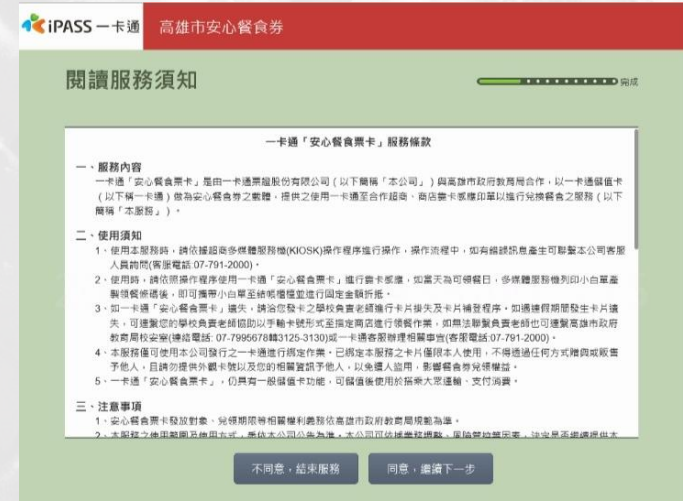 iPASS 一卡通 高雄市安心餐食券
閱讀服務須知
完成
一卡通「安心餐食票卡」服務條款
一、服務內容
一卡通「安心餐食票卡」是由一卡通票證股份有限公司（以下簡稱「本公司」）與高雄市政府教育局合作，以一卡通儲值卡
（以下稱一卡通）做為安心餐食券之載體，提供之使用一卡通至合作超商、商店靠卡感應印單以進行兌換餐食之服務（以下
簡稱「本服務」）。
二、使用須知
1、使用本服務時，請依據超商多媒體服務機(KIOSK)操作程序進行操作，操作流程中，如有錯誤訊息產生可聯繫本公司客服
人員詢問(客服電話:07-791-2000)。
2、使用時，請依照操作程序使用一卡通「安心餐食票卡」進行靠卡感應，如當天為可領餐日，多媒體服務機列印小白單產
製領餐條碼後，即可攜帶小白單至結帳櫃檯並進行固定金額折抵。
3、如一卡通「安心餐食票卡」遺失，請洽您發卡之學校負責老師進行卡片掛失及卡片補登程序。如遇連假期間發生卡片遺
失，可連繫您的學校負責老師協助以手輸卡號形式至指定商店進行領餐作業，如無法聯繫負責老師也可連繫高雄市政府
教育局校安室(連絡電話: 07-7995678轉3125-3130)或一卡通客服辦理相關事宜(客服電話:07-791-2000)。
4、本服務僅可使用本公司發行之一卡通進行綁定作業。已綁定本服務之卡片僅限本人使用，不得透過任何方式贈與或販售
予他人，且請勿提供外觀卡號以及您的相關資訊予他人，以免遭人盜用，影響餐食券兌領權益。
5、一卡通「安心餐食票卡」，仍具有一般儲值卡功能，可儲值後使用於搭乘大眾運輸、支付消費。
三、注意事項
1、安心餐食票卡發放對象、兌領期限等相關權利義務依高雄市政府教育局規範為準。
不同意，結束服務 同意，繼續下一步